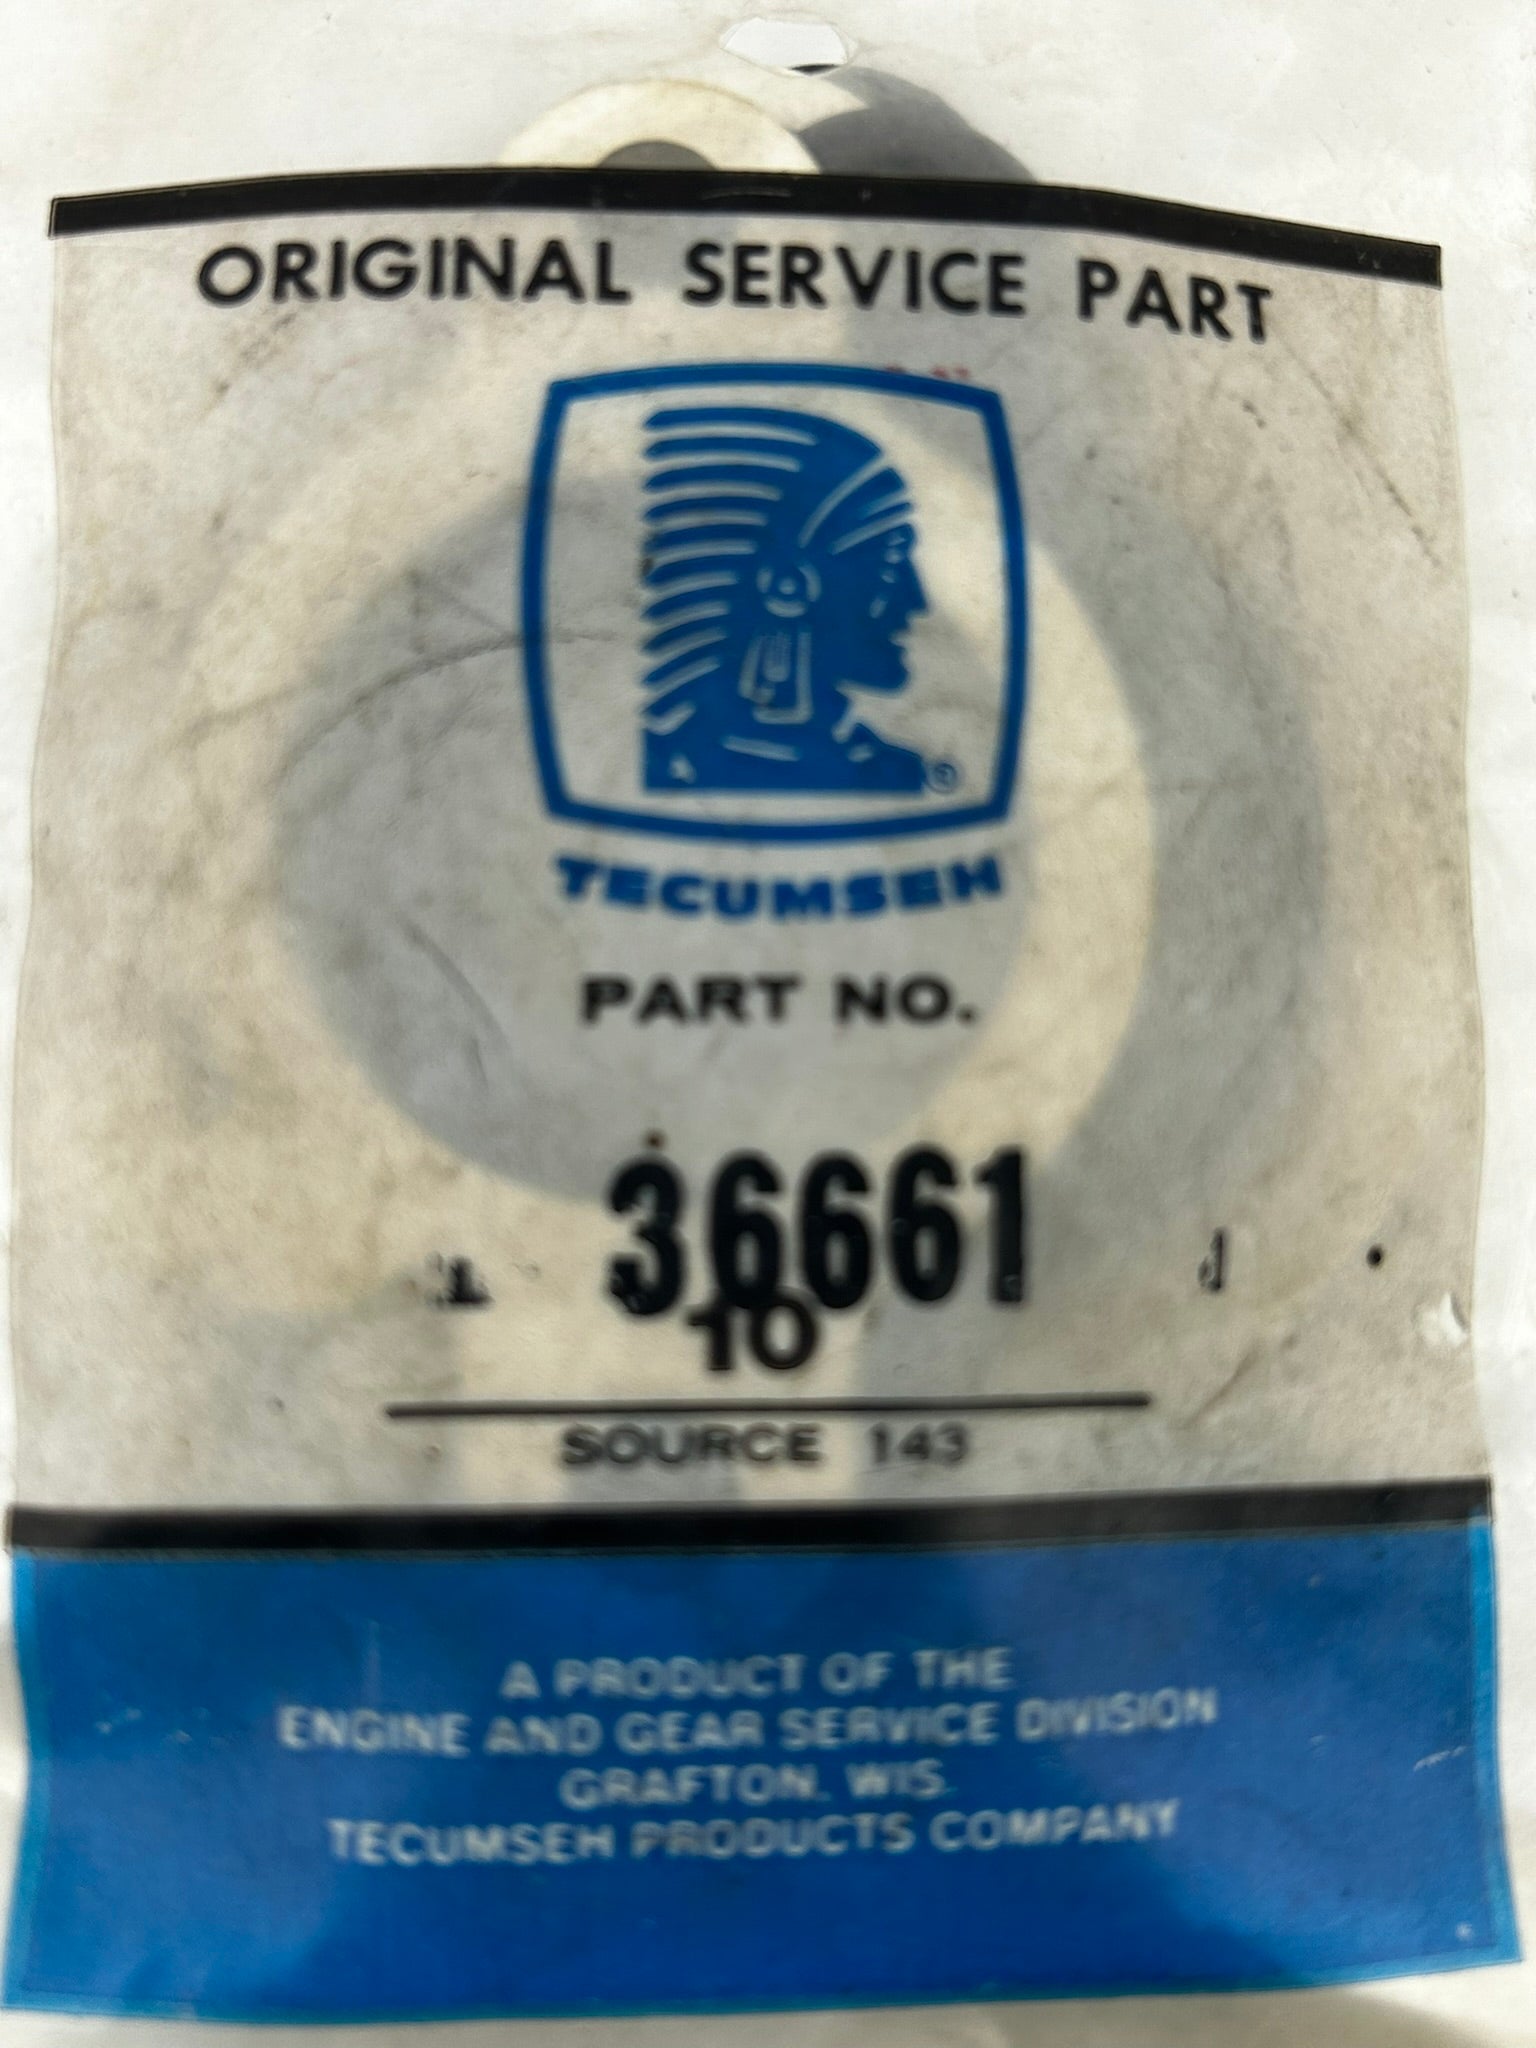 ORIGINAL SERVICE PART
®
TECUMSEH
PART NO.
36661
10
SOURCE 143
A PRODUCT OF THE
ENGINE AND GEAR SERVICE DIVISION
GRAFTON, WIS.
TECUMSEH PRODUCTS COMPANY